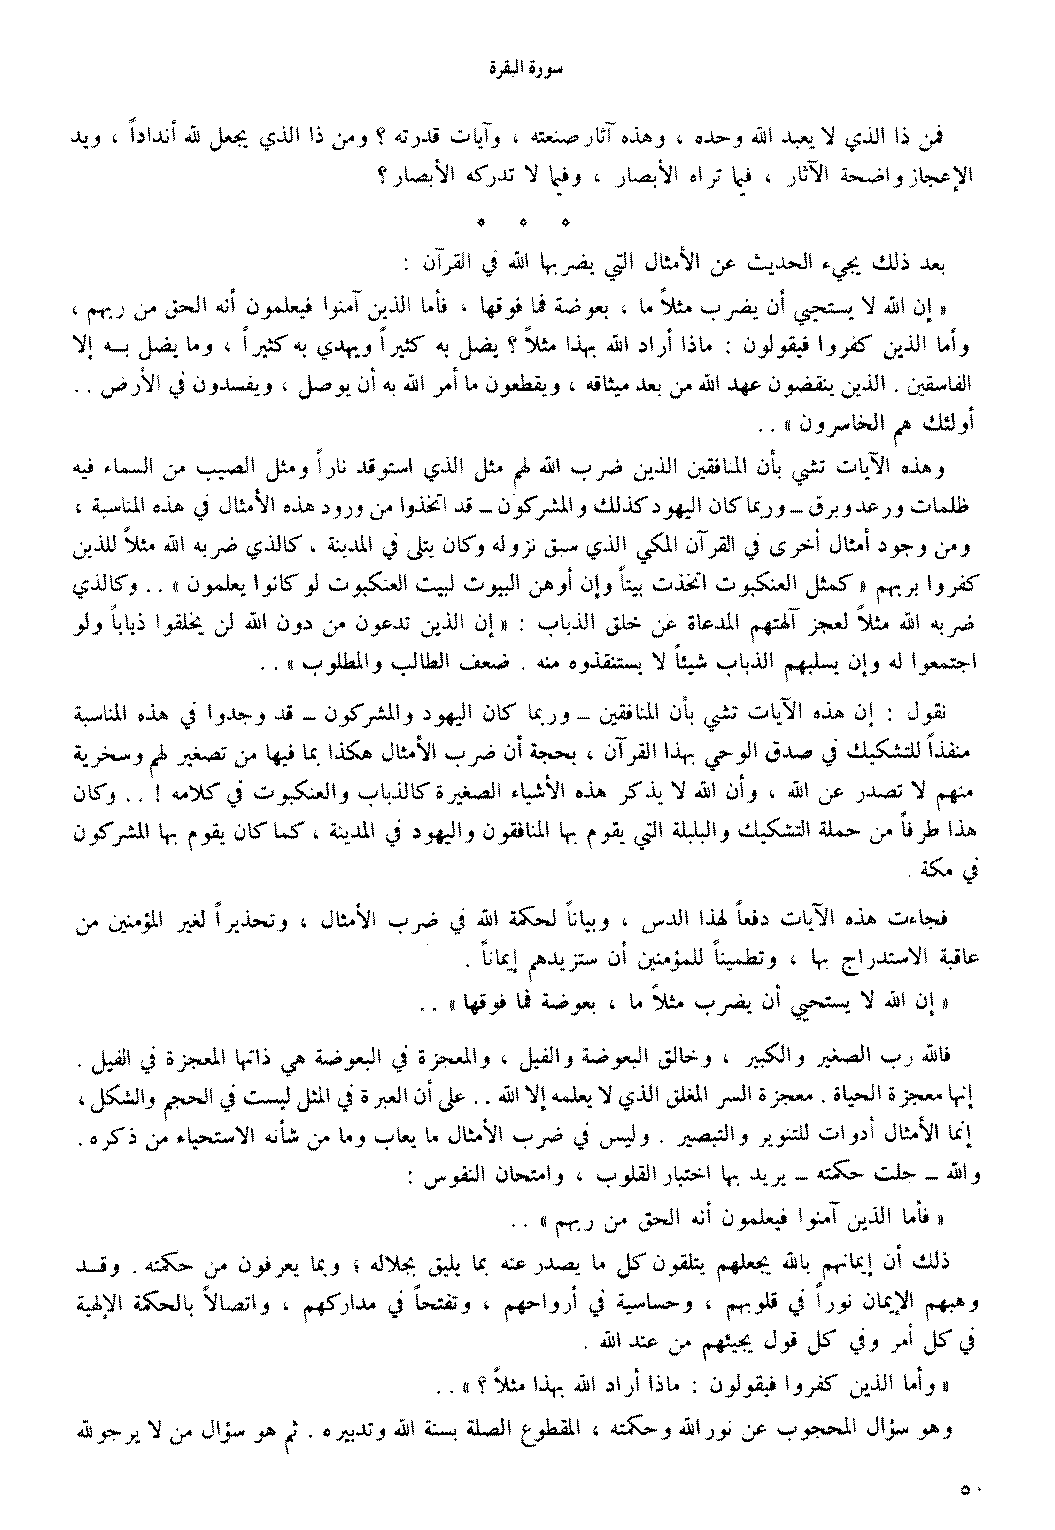 سورة البقرة
فمن ذا الذي لا يعبد الله وحده ، وهذه آثار صنعته ، وآيات قدرته ؟ ومن ذا الذي يجعل لله أنداداً ، ويد
الإعجاز واضحة الآثار ، فيما تراه الأبصار ، وفيما لا تدركه الأبصار ؟
* * *
بعد ذلك يجيء الحديث عن الأمثال التي يضربها الله في القرآن :
« إن الله لا يستحيي أن يضرب مثلاً ما ، بعوضة فما فوقها ، فأما الذين آمنوا فيعلمون أنه الحق من ربهم ،
وأما الذين كفروا فيقولون : ماذا أراد الله بهذا مثلاً ؟ يضل به كثيراً ويهدي به كثيراً ، وما يضل بــه إلا
الفاسقين . الذين ينقضون عهد الله من بعد ميثاقه ، ويقطعون ما أمر الله به أن يوصل ، ويفسدون في الأرض . .
أولئك هم الخاسرون » . .
وهذه الآيات تشي بأن المنافقين الذين ضرب الله لهم مثل الذي استوقد ناراً ومثل الصيب من السماء فيه
ظلمات ورعد وبرق – وربما كان اليهود كذلك والمشركون – قد اتخذوا من ورود هذه الأمثال في هذه المناسبة ،
ومن وجود أمثال أخرى في القرآن المكي الذي سبق نزوله وكان يتلى في المدينة ، كالذي ضربه الله مثلاً للذين
كفروا بربهم « كمثل العنكبوت اتخذت بيتاً وإن أوهن البيوت لبيت العنكبوت لو كانوا يعلمون » . . وكالذي
ضربه الله مثلاً لعجز آلهتهم المدعاة عن خلق الذباب : « إن الذين تدعون من دون الله لن يخلقوا ذباباً ولو
اجتمعوا له وإن يسلبهم الذباب شيئاً لا يستنقذوه منه . ضعف الطالب والمطلوب » . .
نقول : إن هذه الآيات تشي بأن المنافقين – وربما كان اليهود والمشركون – قد وجدوا في هذه المناسبة
منفذاً للتشكيك في صدق الوحي بهذا القرآن ، بحجة أن ضرب الأمثال هكذا بما فيها من تصغير لهم وسخرية
منهم لا تصدر عن الله ، وأن الله لا يذكر هذه الأشياء الصغيرة كالذباب والعنكبوت في كلامه ! . . وكان
هذا طرفاً من حملة التشكيك والبلبلة التي يقوم بها المنافقون واليهود في المدينة ، كما كان يقوم بها المشركون
في مكة .
فجاءت هذه الآيات دفعاً لهذا الدس ، وبياناً لحكمة الله في ضرب الأمثال ، وتحذيراً لغير المؤمنين من
عاقبة الاستدراج بها ، وتطميناً للمؤمنين أن ستزيدهم إيماناً .
« إن الله لا يستحيي أن يضرب مثلاً ما ، بعوضة فما فوقها » . .
فالله رب الصغير والكبير ، وخالق البعوضة والفيل ، والمعجزة في البعوضة هي ذاتها المعجزة في الفيل .
إنها معجزة الحياة . معجزة السر المغلق الذي لا يعلمه إلا الله . . على أن العبرة في المثل ليست في الحجم والشكل ،
إنما الأمثال أدوات للتنوير والتبصير . وليس في ضرب الأمثال ما يعاب وما من شأنه الاستحياء من ذكره .
والله – جلت حكمته – يريد بها اختبار القلوب ، وامتحان النفوس :
« فأما الذين آمنوا فيعلمون أنه الحق من ربهم » . .
ذلك أن إيمانهم بالله يجعلهم يتلقون كل ما يصدر عنه بما يليق بجلاله ؛ وبما يعرفون من حكمته . وقــد
وهبهم الإيمان نوراً في قلوبهم ، وحساسية في أرواحهم ، وتفتحاً في مداركهم ، واتصالاً بالحكمة الإلهية
في كل أمر وفي كل قول يجيئهم من عند الله .
« وأما الذين كفروا فيقولون : ماذا أراد الله بهذا مثلاً ؟ » . .
وهو سؤال المحجوب عن نور الله وحكمته ، المقطوع الصلة بسنة الله وتدبيره . ثم هو سؤال من لا يرجو لله
٥٠